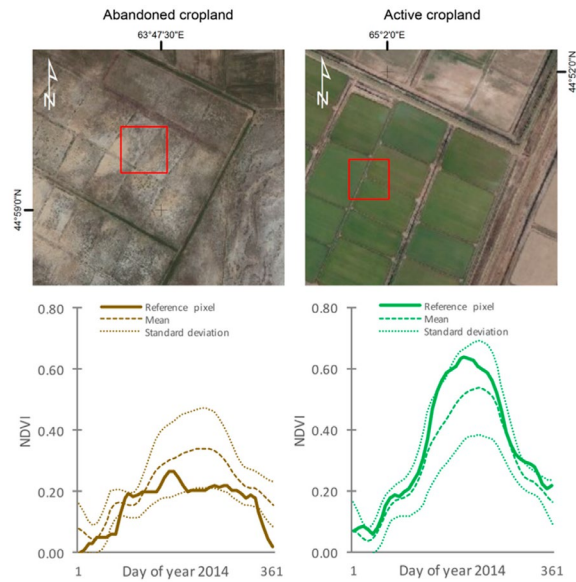 Abandoned cropland
Active cropland
63°47'30"E
65°2'0"E
N
N
44°52'0"N
44°59'0"N
0.80
0.60
0.40
0.20
0.00
NDVI
Reference pixel
Mean
Standard deviation
1
Day of year 2014
361
0.80
0.60
0.40
0.20
0.00
NDVI
Reference pixel
Mean
Standard deviation
1
Day of year 2014
361